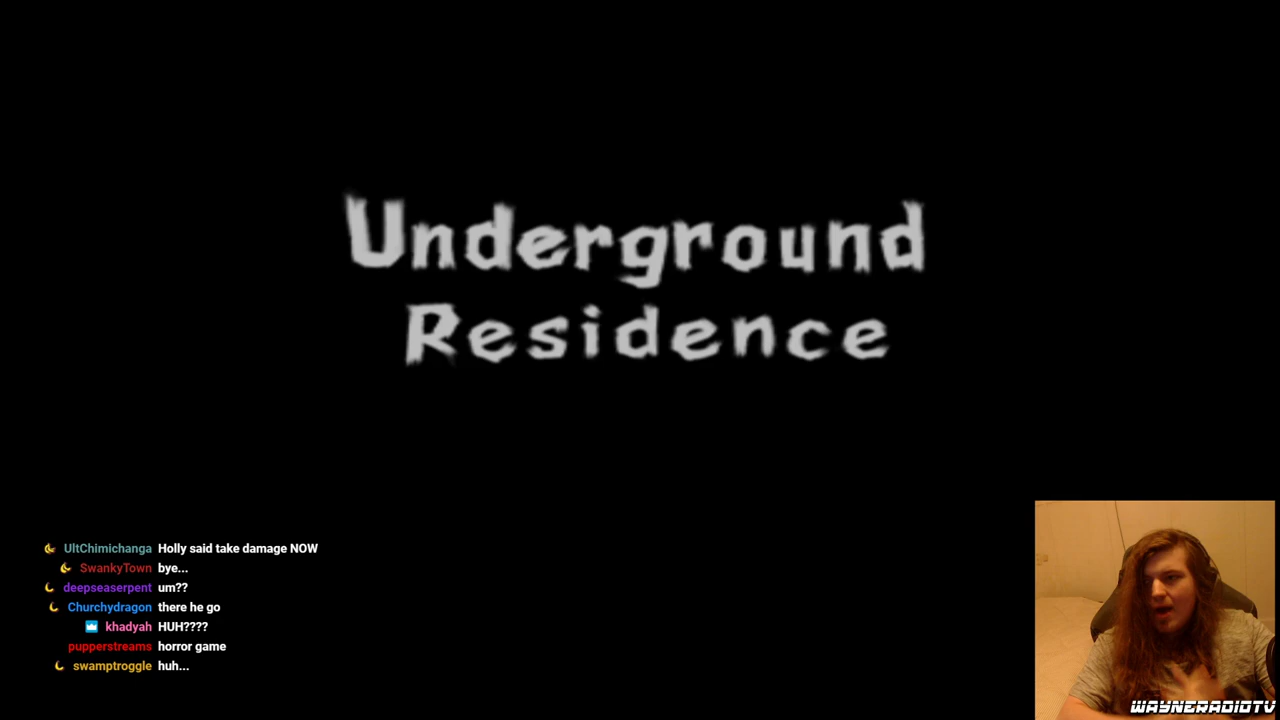 Underground
Residence
UltChimichanga Holly said take damage NOW
SwankyTown bye...
deepseaserpent um??
Churchydragon there he go
khadyah HUH????
pupperstreams horror game
swamptroggle huh...
WAYNERADIOTV